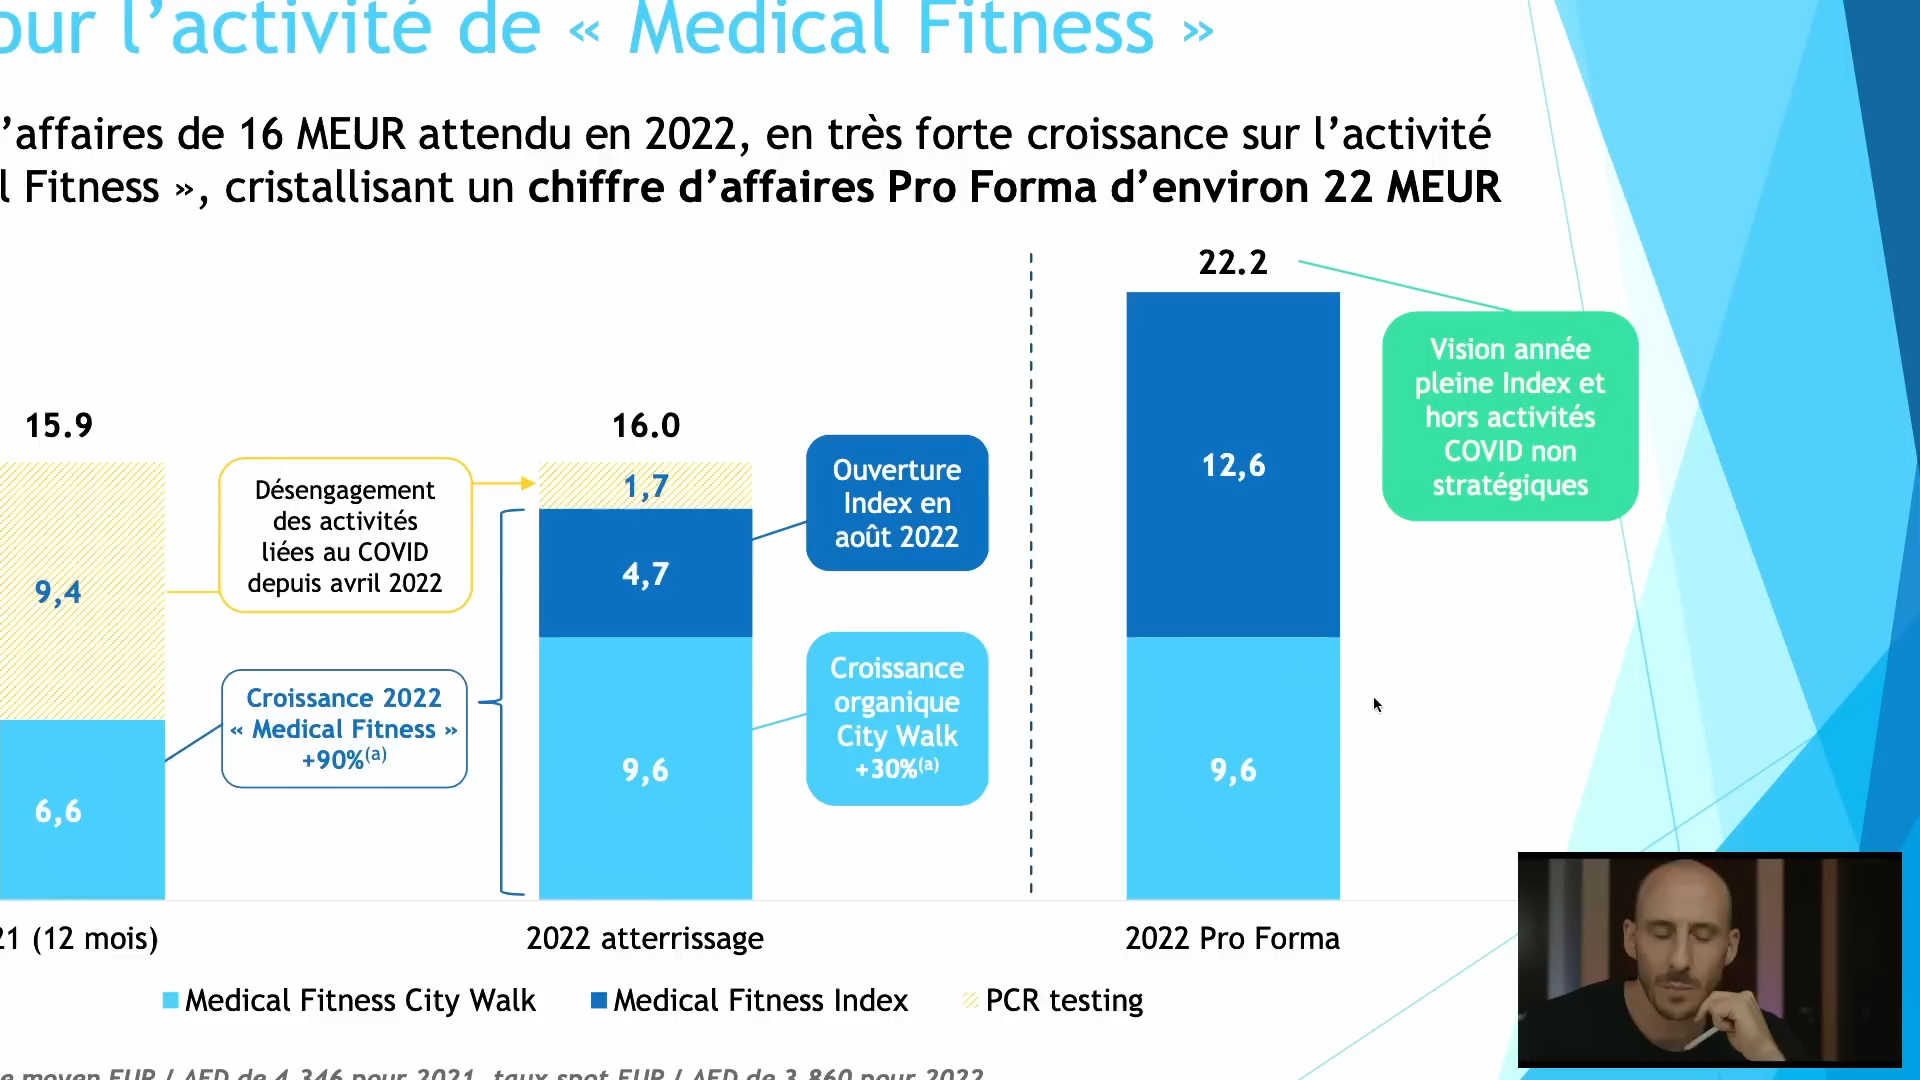 our l’activité de « Medical Fitness »
’affaires de 16 MEUR attendu en 2022, en très forte croissance sur l’activité
l Fitness », cristallisant un chiffre d’affaires Pro Forma d’environ 22 MEUR
22.2
Vision année
pleine Index et
hors activités
COVID non
stratégiques
12,6
9,6
15.9
9,4
6,6
Désengagement
des activités
liées au COVID
depuis avril 2022
Croissance 2022
« Medical Fitness »
+90%(a)
16.0
1,7
4,7
9,6
Ouverture
Index en
août 2022
Croissance
organique
City Walk
+30%(a)
21 (12 mois)
2022 atterrissage
2022 Pro Forma
Medical Fitness City Walk
Medical Fitness Index
PCR testing
e moyen EUR / AED de 4,346 pour 2021, taux spot EUR / AED de 3,860 pour 2022